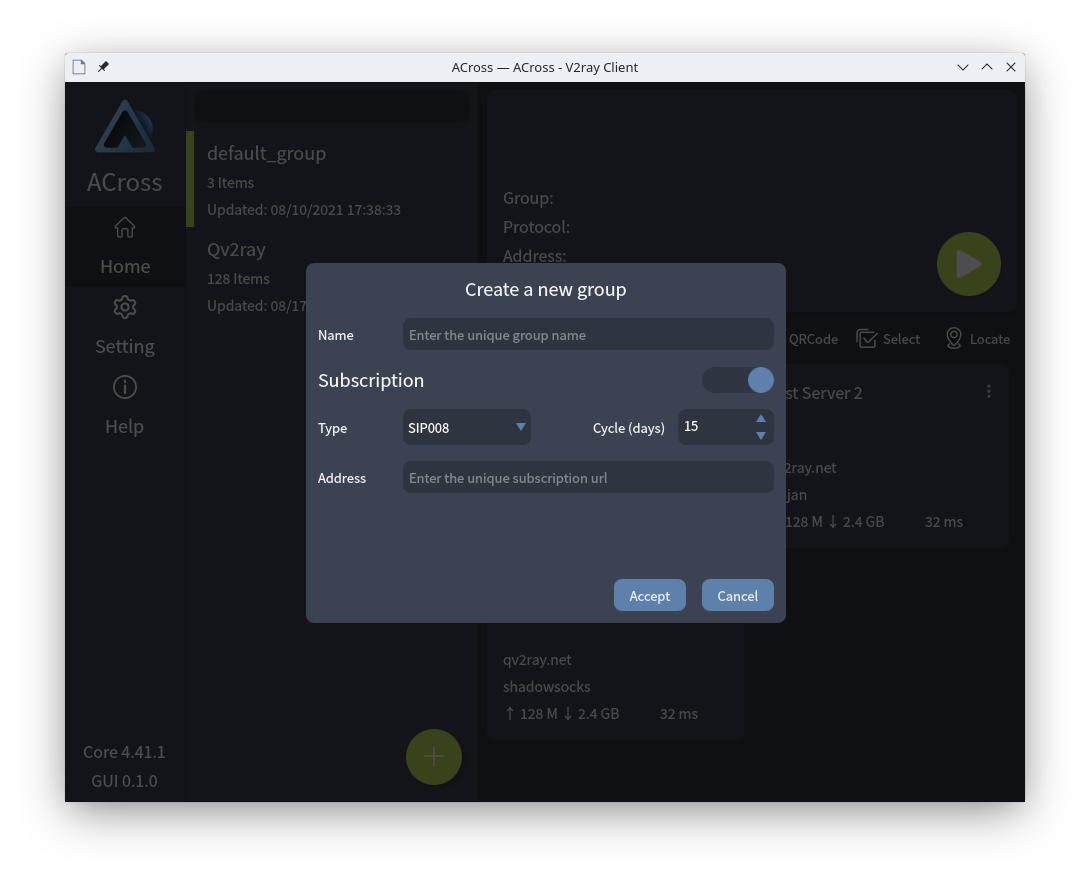 ACross — ACross - V2ray Client
ACross
Home
Setting
Help
Core 4.41.1
GUI 0.1.0
default_group
3 Items
Updated: 08/10/2021 17:38:33
Qv2ray
128 Items
Updated: 08/17
Group:
Protocol:
Address:
QRCode
Select
Locate
Create a new group
Name
Enter the unique group name
Subscription
Type
SIP008
Cycle (days)
15
Address
Enter the unique subscription url
Accept
Cancel
st Server 2
2ray.net
jan
128 M ↓ 2.4 GB 32 ms
qv2ray.net
shadowsocks
↑ 128 M ↓ 2.4 GB 32 ms